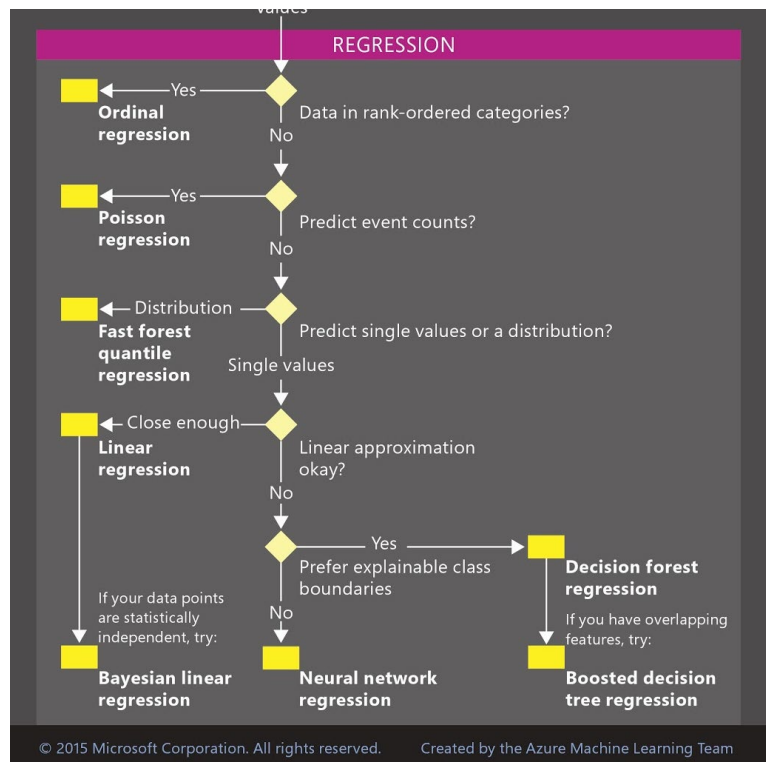 values
REGRESSION
Yes
Ordinal
regression
Data in rank-ordered categories?
No
Yes
Poisson
regression
Predict event counts?
No
Distribution
Fast forest
quantile
regression
Predict single values or a distribution?
Single values
Close enough
Linear
regression
Linear approximation
okay?
No
Yes
Prefer explainable class
boundaries
Decision forest
regression
If your data points
are statistically
independent, try:
No
If you have overlapping
features, try:
Bayesian linear
regression
Neural network
regression
Boosted decision
tree regression
© 2015 Microsoft Corporation. All rights reserved.
Created by the Azure Machine Learning Team